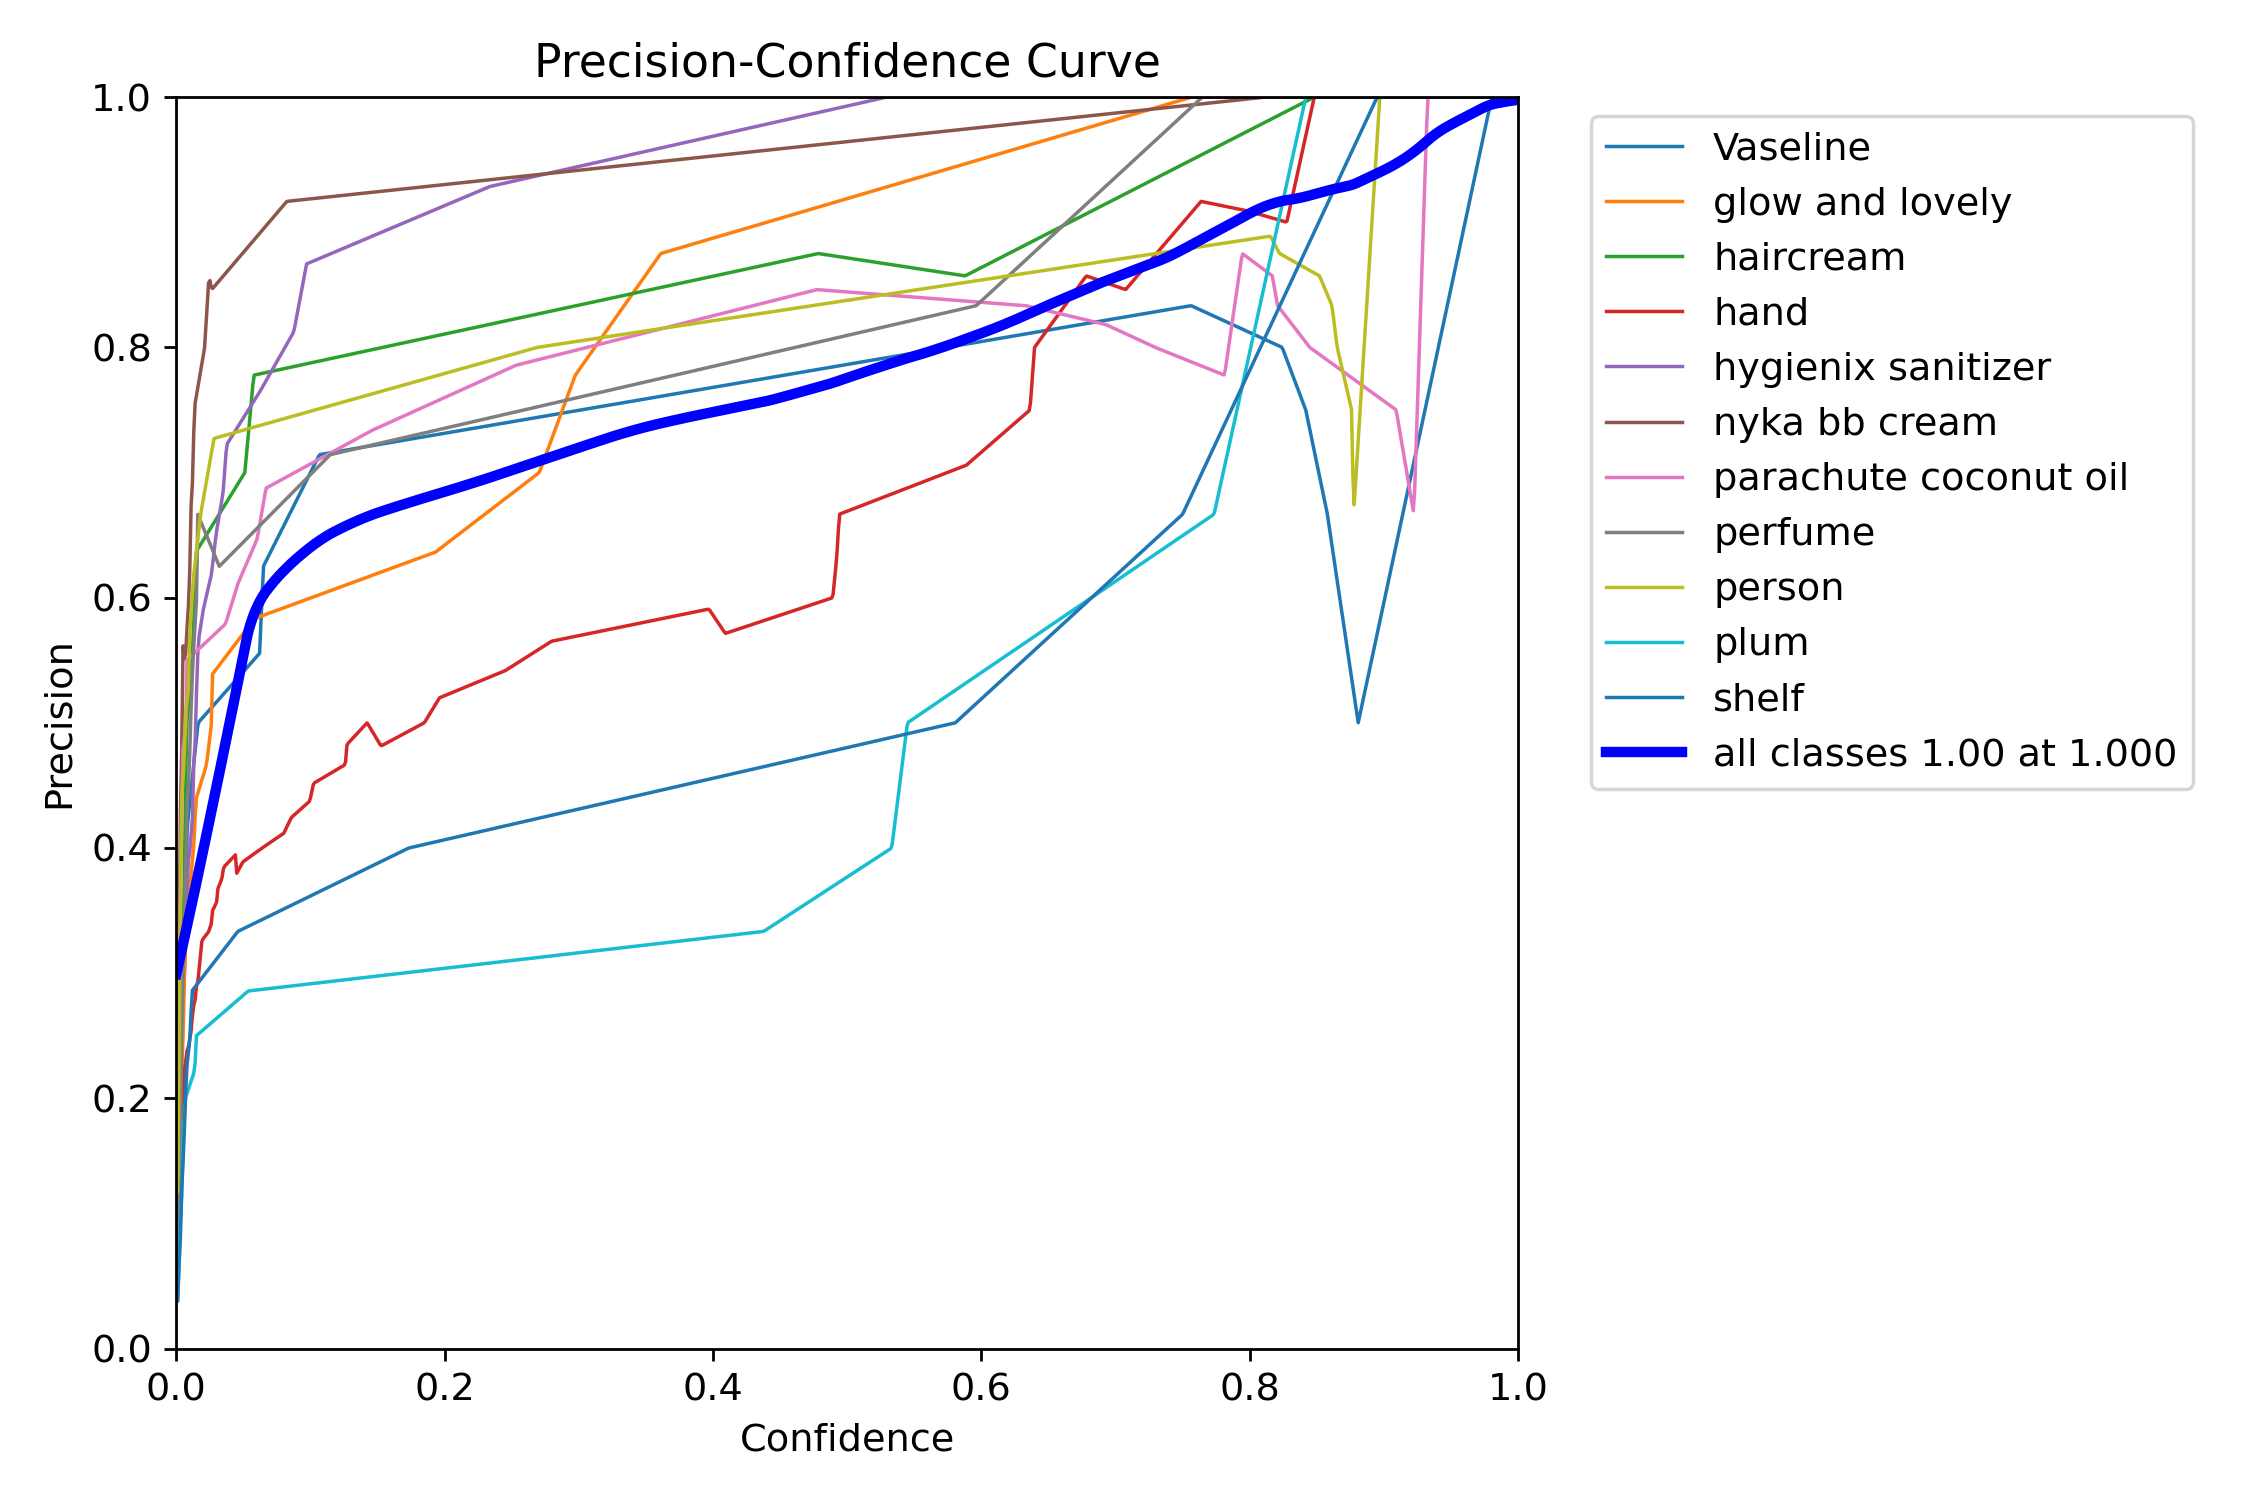 Precision-Confidence Curve
1.0
0.8
0.6
0.4
0.2
0.0
Precision
0.0 0.2 0.4 0.6 0.8 1.0
Confidence
Vaseline
glow and lovely
haircream
hand
hygienix sanitizer
nyka bb cream
parachute coconut oil
perfume
person
plum
shelf
all classes 1.00 at 1.000